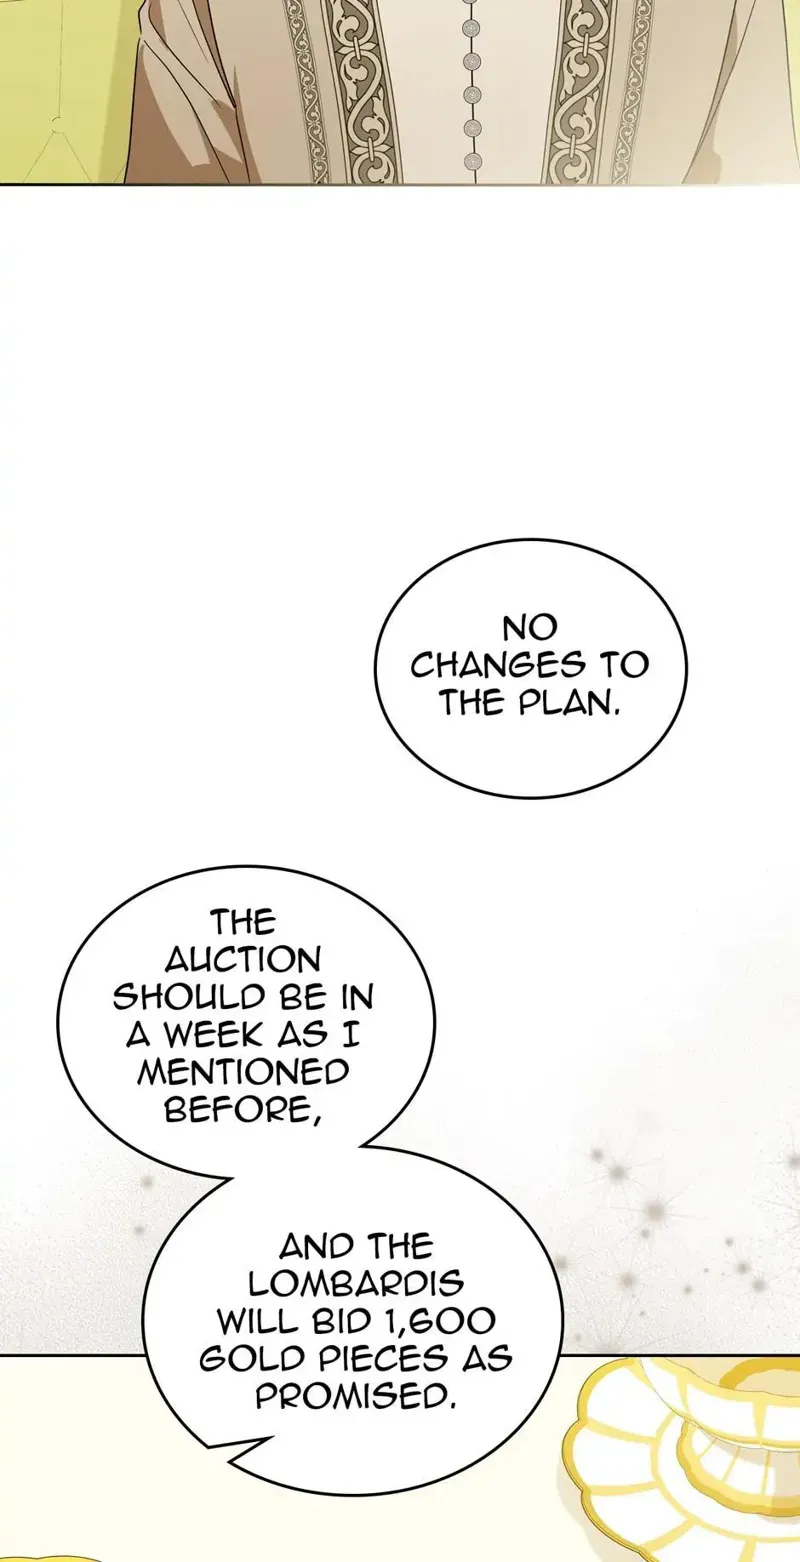 NO
CHANGES TO
THE PLAN.
THE
AUCTION
SHOULD BE IN
A WEEK AS I
MENTIONED
BEFORE,
AND THE
LOMBARDIS
WILL BID 1,600
GOLD PIECES AS
PROMISED.